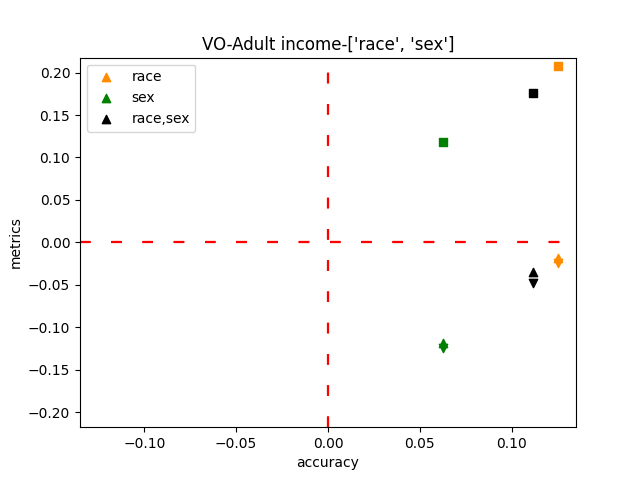 VO-Adult income-['race', 'sex']
race
sex
race,sex
0.20
0.15
0.10
0.05
0.00
−0.05
−0.10
−0.15
−0.20
metrics
−0.10
−0.05
0.00
0.05
0.10
accuracy